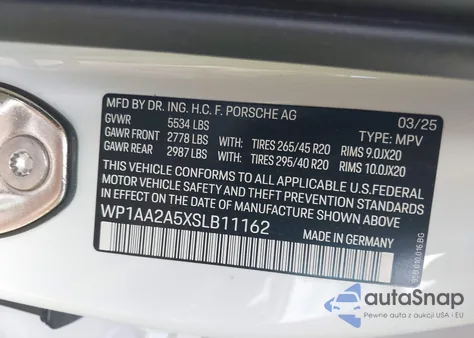 MFD BY DR. ING. H.C. F. PORSCHE AG 03/25
GVWR 5534 LBS TYPE: MPV
GAWR FRONT 2778 LBS WITH: TIRES 265/45 R20 RIMS 9.0JX20
GAWR REAR 2987 LBS WITH: TIRES 295/40 R20 RIMS 10.0JX20
THIS VEHICLE CONFORMS TO ALL APPLICABLE U.S.FEDERAL
MOTOR VEHICLE SAFETY AND THEFT PREVENTION STANDARDS
IN EFFECT ON THE DATE OF MANUFACTURE SHOWN ABOVE.
WP1AA2A5XSLB11162
MADE IN GERMANY
autoSnap
Pewne auta z aukcji USA i EU